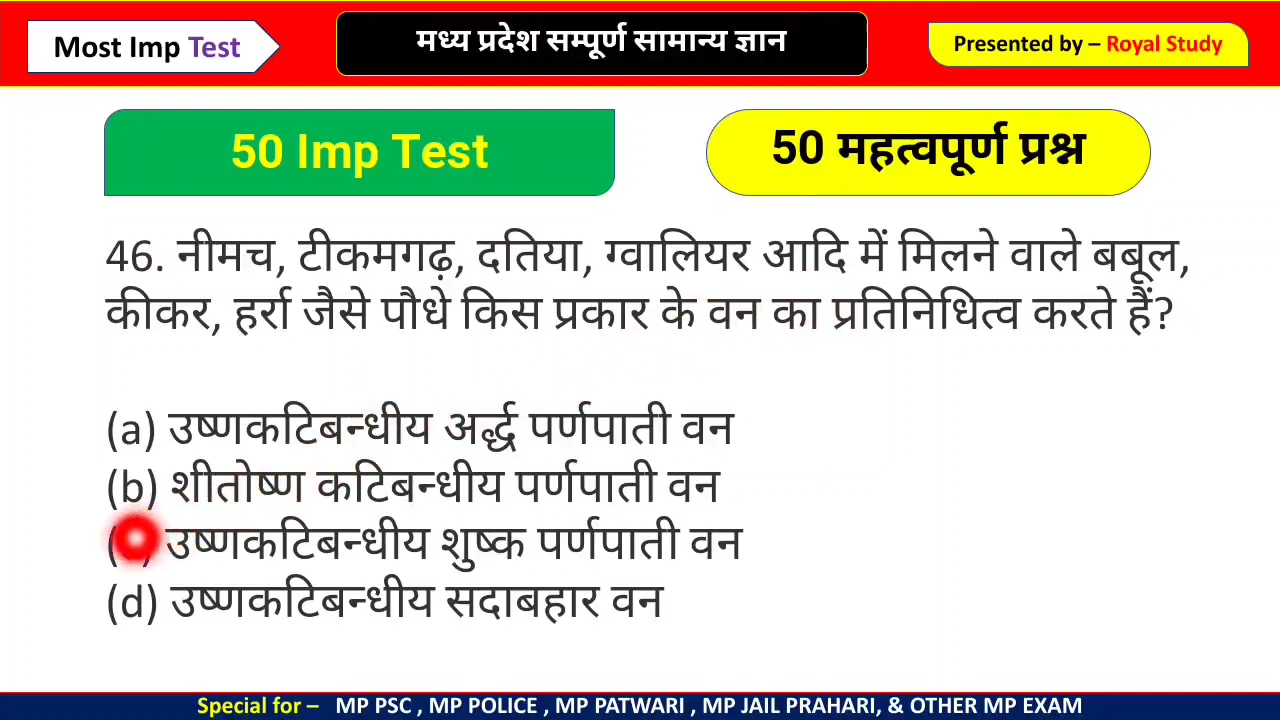 Most Imp Test
मध्य प्रदेश सम्पूर्ण सामान्य ज्ञान
Presented by – Royal Study
50 Imp Test
50 महत्वपूर्ण प्रश्न
46. नीमच, टीकमगढ़, दतिया, ग्वालियर आदि में मिलने वाले बबूल,
कीकर, हर्रा जैसे पौधे किस प्रकार के वन का प्रतिनिधित्व करते हैं?
(a) उष्णकटिबन्धीय अर्द्ध पर्णपाती वन
(b) शीतोष्ण कटिबन्धीय पर्णपाती वन
उष्णकटिबन्धीय शुष्क पर्णपाती वन
(d) उष्णकटिबन्धीय सदाबहार वन
Special for – MP PSC , MP POLICE , MP PATWARI , MP JAIL PRAHARI, & OTHER MP EXAM